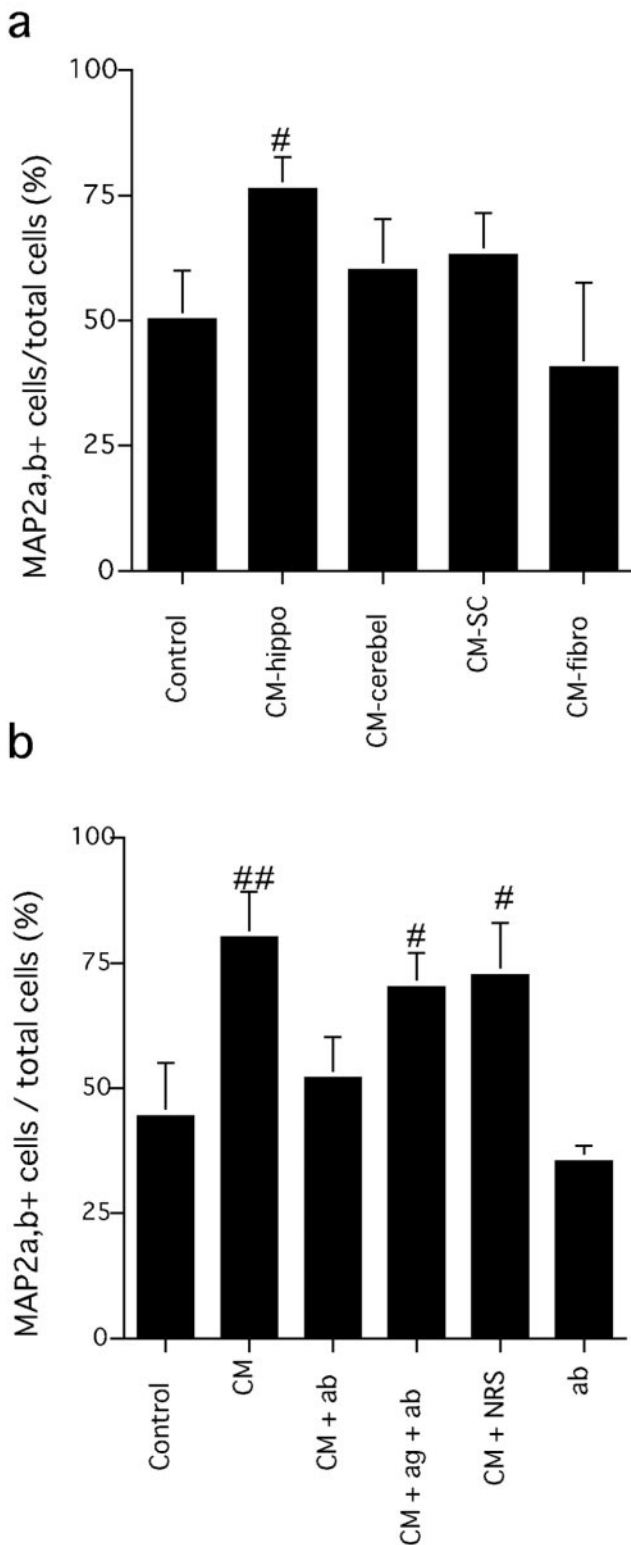 a
MAP2a,b+ cells/total cells (%)
100
75
50
25
0
#
Control
CM-hippo
CM-cerebel
CM-SC
CM-fibro
b
MAP2a,b+ cells / total cells (%)
100
75
50
25
0
##
#
#
Control
CM
CM + ab
CM + ag + ab
CM + NRS
ab